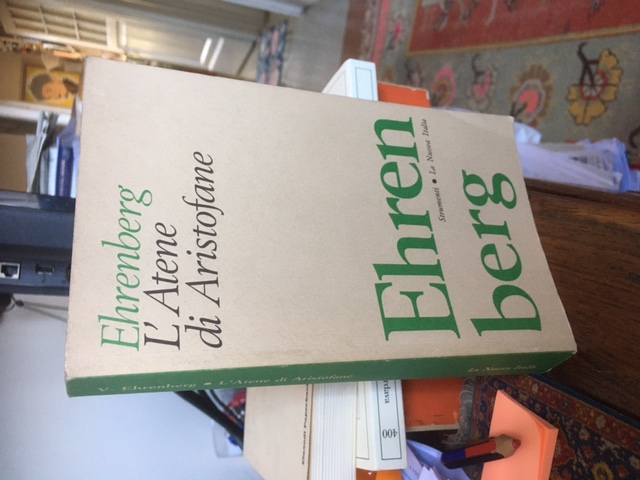 Ehrenberg
L'Atene
di Aristofane
Ehren
berg
Strumenti • La Nuova Italia
V. Ehrenberg • L'Atene di Aristofane
La Nuova Italia
400